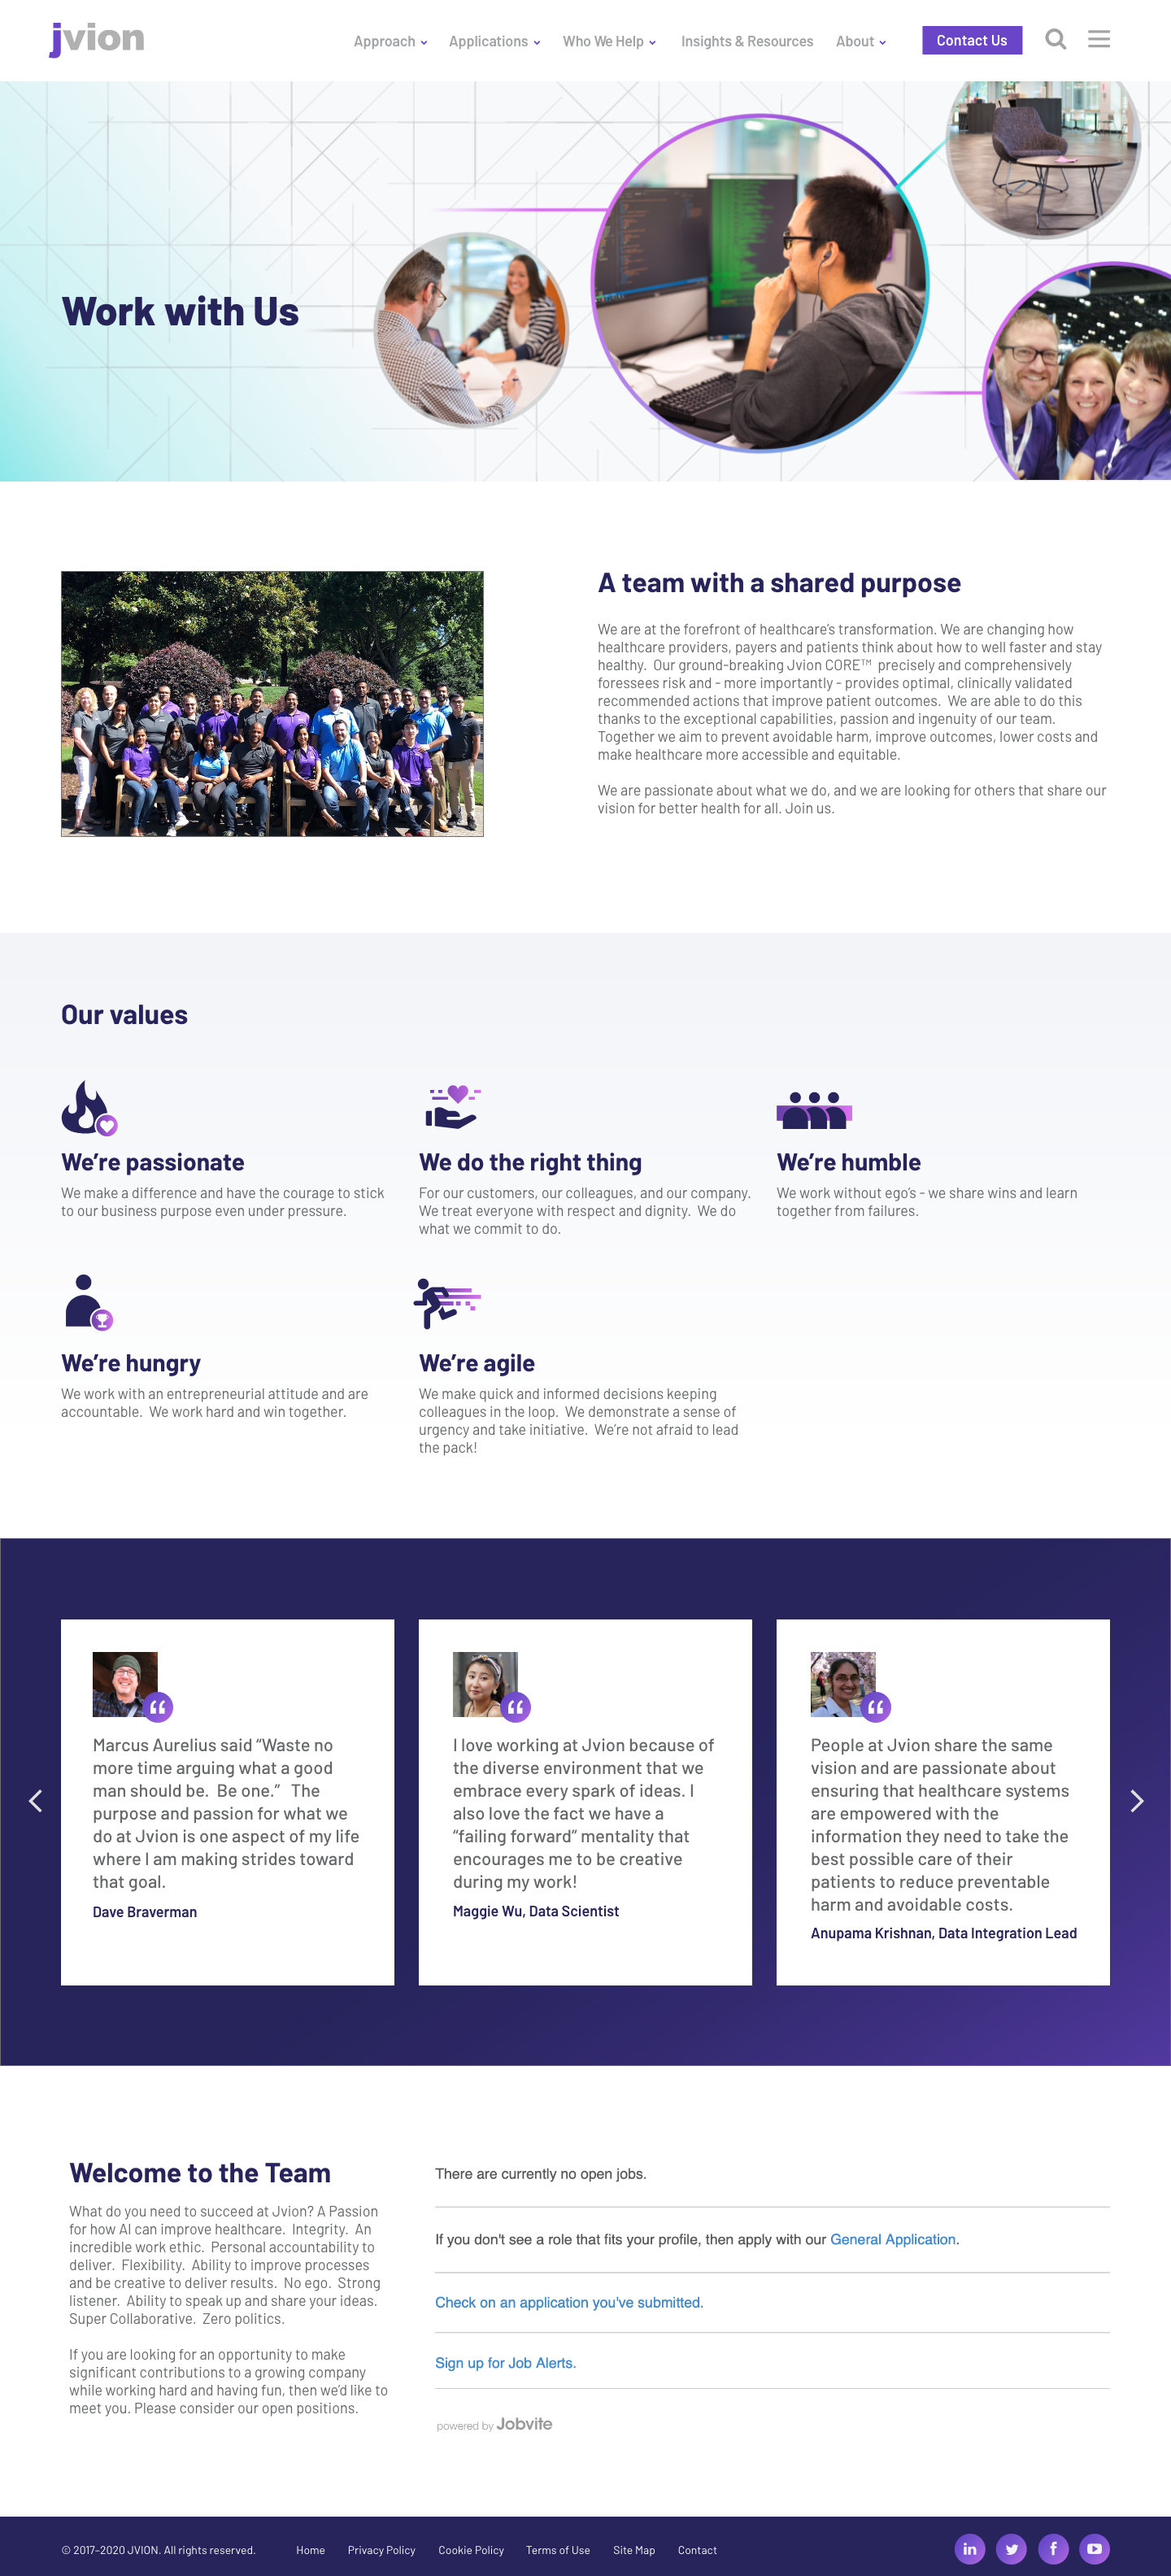 jvion
Approach
Applications
Who We Help
Insights & Resources
About
Contact Us
Work with Us
A team with a shared purpose
We are at the forefront of healthcare’s transformation. We are changing how
healthcare providers, payers and patients think about how to well faster and stay
healthy.  Our ground-breaking Jvion CORE™  precisely and comprehensively
foresees risk and - more importantly - provides optimal, clinically validated
recommended actions that improve patient outcomes.  We are able to do this
thanks to the exceptional capabilities, passion and ingenuity of our team.
Together we aim to prevent avoidable harm, improve outcomes, lower costs and
make healthcare more accessible and equitable.
We are passionate about what we do, and we are looking for others that share our
vision for better health for all. Join us.
Our values
We’re passionate
We make a difference and have the courage to stick
to our business purpose even under pressure.
We do the right thing
For our customers, our colleagues, and our company.
We treat everyone with respect and dignity.  We do
what we commit to do.
We’re humble
We work without ego’s - we share wins and learn
together from failures.
We’re hungry
We work with an entrepreneurial attitude and are
accountable.  We work hard and win together.
We’re agile
We make quick and informed decisions keeping
colleagues in the loop.  We demonstrate a sense of
urgency and take initiative.  We’re not afraid to lead
the pack!
Marcus Aurelius said “Waste no
more time arguing what a good
man should be.  Be one.”   The
purpose and passion for what we
do at Jvion is one aspect of my life
where I am making strides toward
that goal.
Dave Braverman
I love working at Jvion because of
the diverse environment that we
embrace every spark of ideas. I
also love the fact we have a
“failing forward” mentality that
encourages me to be creative
during my work!
Maggie Wu, Data Scientist
People at Jvion share the same
vision and are passionate about
ensuring that healthcare systems
are empowered with the
information they need to take the
best possible care of their
patients to reduce preventable
harm and avoidable costs.
Anupama Krishnan, Data Integration Lead
Welcome to the Team
What do you need to succeed at Jvion? A Passion
for how AI can improve healthcare.  Integrity.  An
incredible work ethic.  Personal accountability to
deliver.  Flexibility.  Ability to improve processes
and be creative to deliver results.  No ego.  Strong
listener.  Ability to speak up and share your ideas.
Super Collaborative.  Zero politics.
If you are looking for an opportunity to make
significant contributions to a growing company
while working hard and having fun, then we’d like to
meet you. Please consider our open positions.
There are currently no open jobs.
If you don't see a role that fits your profile, then apply with our General Application.
Check on an application you've submitted.
Sign up for Job Alerts.
powered by Jobvite
© 2017-2020 JVION. All rights reserved.
Home
Privacy Policy
Cookie Policy
Terms of Use
Site Map
Contact